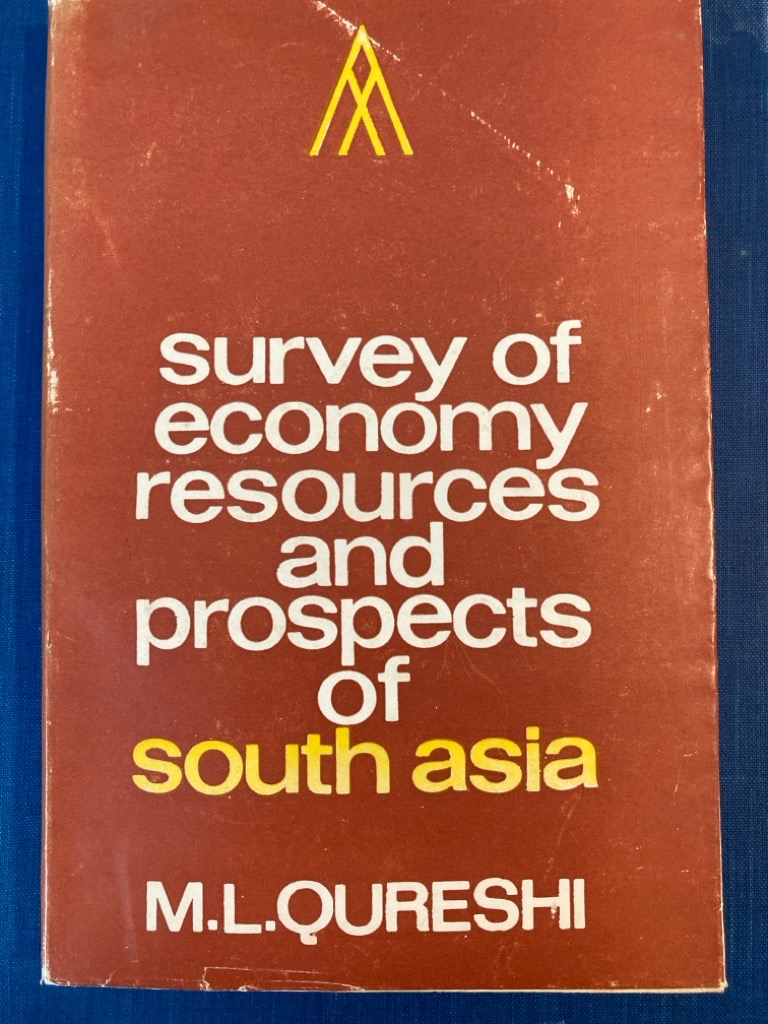 survey of
economy
resources
and
prospects
of
south asia
M.L.QURESHI